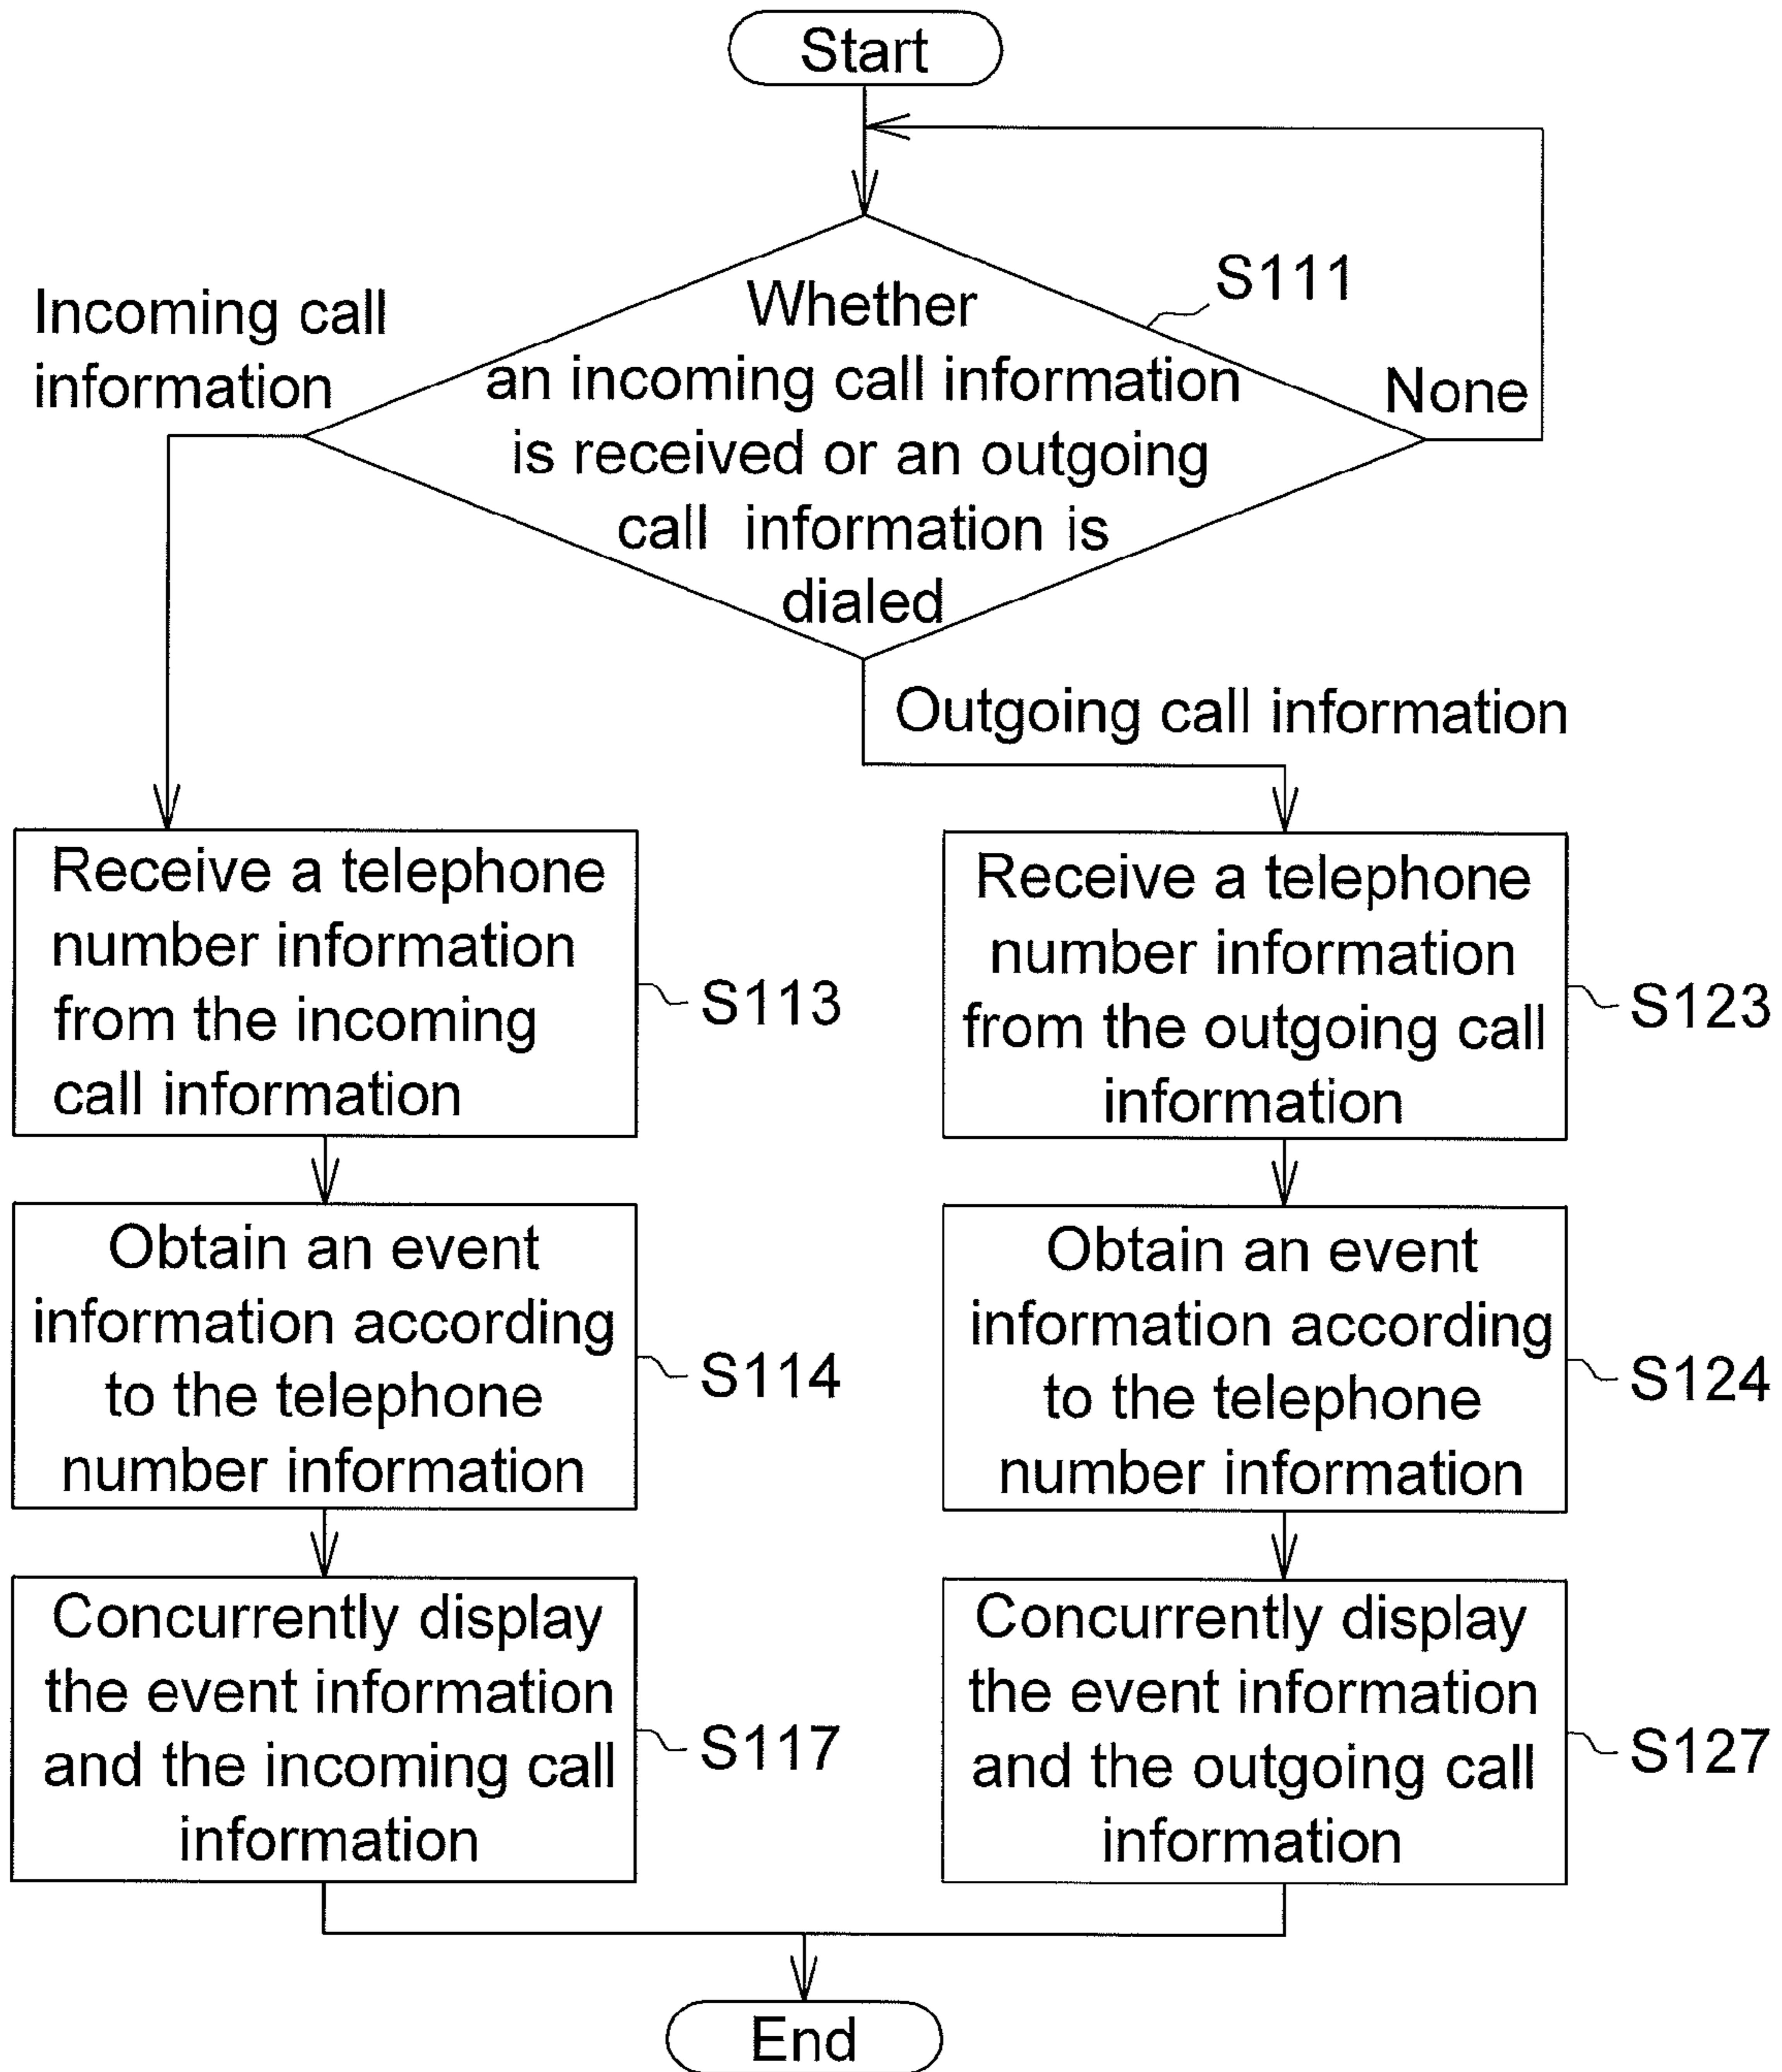 Start
S111
Incoming call
information
Whether
an incoming call information
is received or an outgoing
call information is
dialed
None
Outgoing call information
Receive a telephone
number information
from the incoming
call information
S113
Receive a telephone
number information
from the outgoing call
information
S123
Obtain an event
information according
to the telephone
number information
S114
Obtain an event
information according
to the telephone
number information
S124
Concurrently display
the event information
and the incoming call
information
S117
Concurrently display
the event information
and the outgoing call
information
S127
End